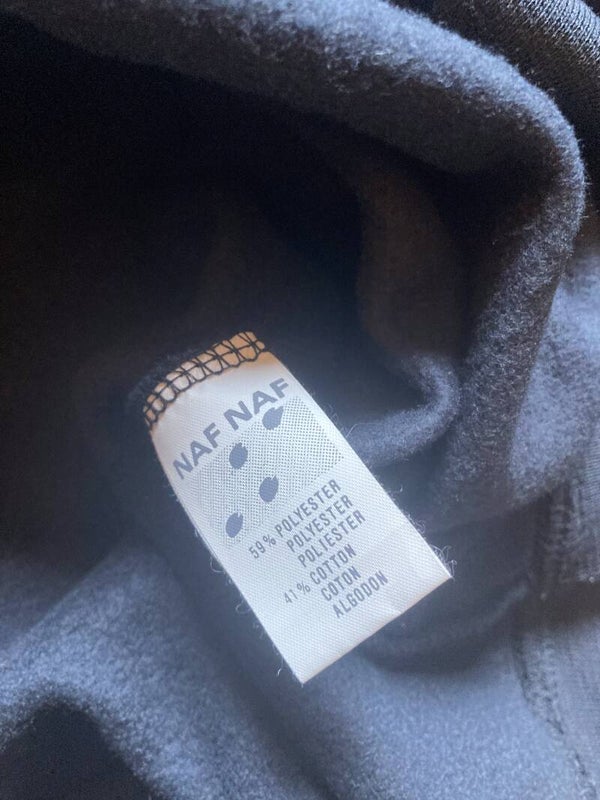 NAF NAF
59% POLYESTER
POLYESTER
POLIESTER
41% COTTON
COTON
ALGODON